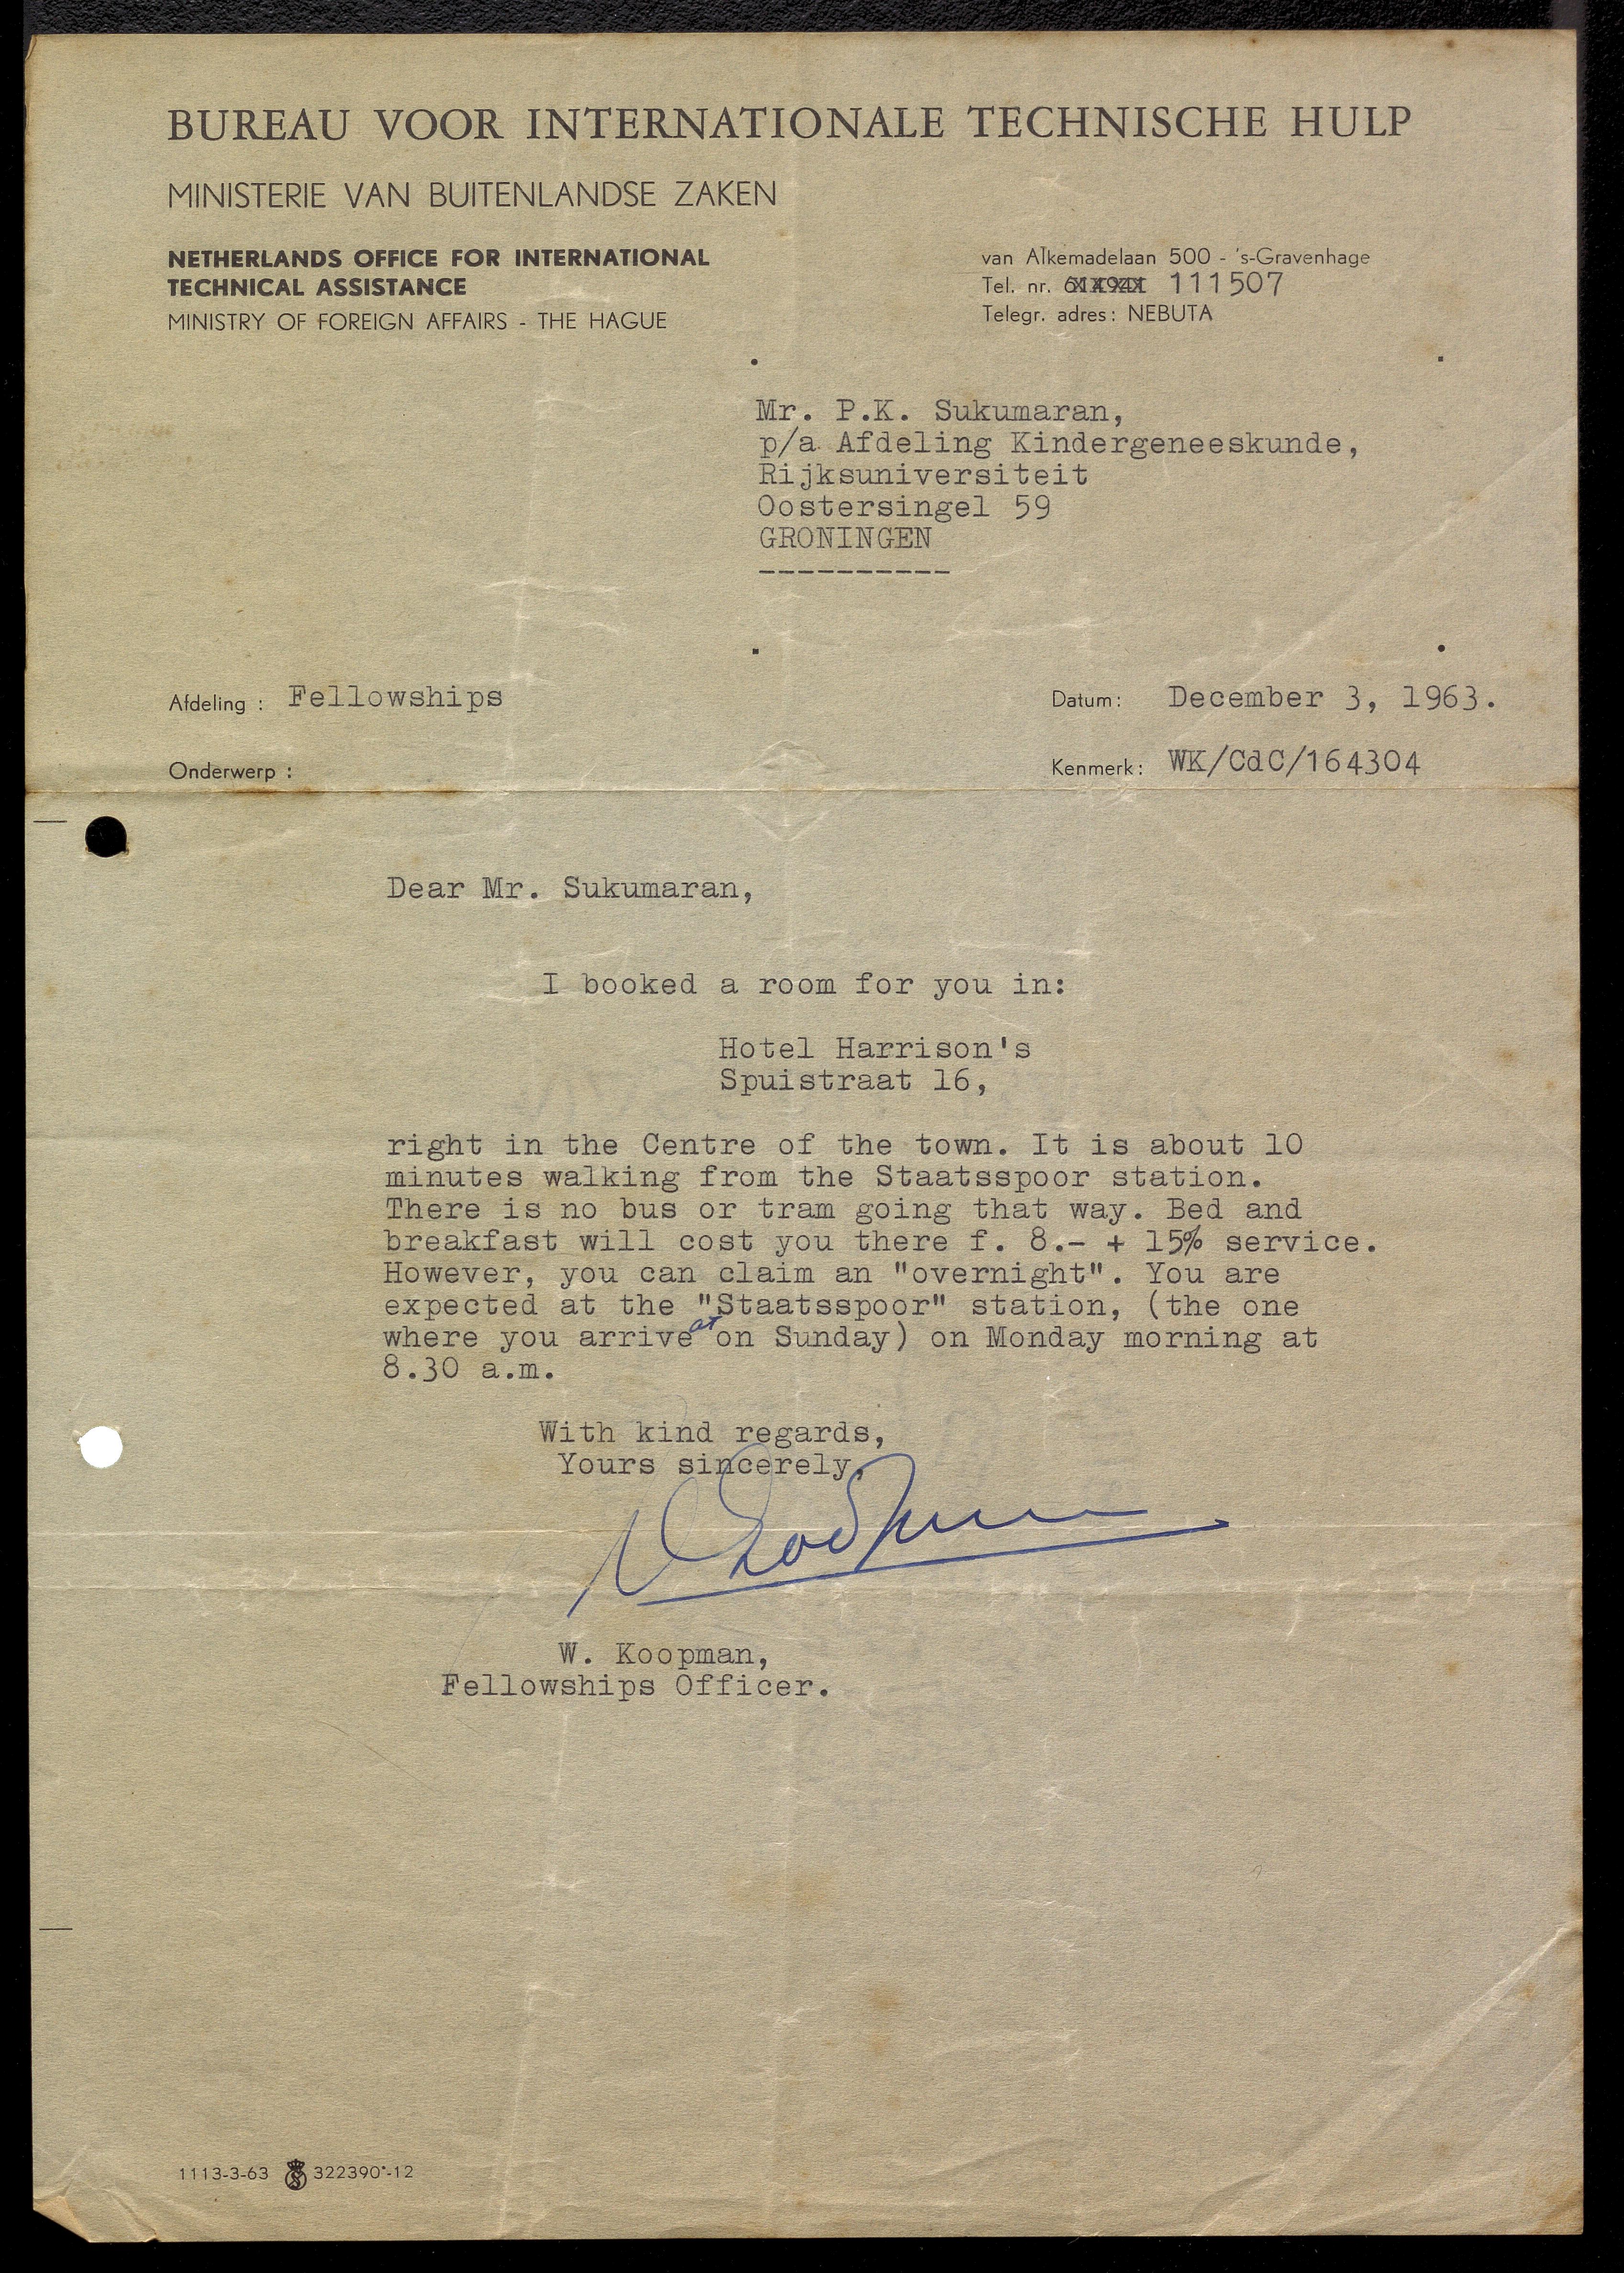 BUREAU VOOR INTERNATIONALE TECHNISCHE HULP
MINISTERIE VAN BUITENLANDSE ZAKEN
NETHERLANDS OFFICE FOR INTERNATIONAL
TECHNICAL ASSISTANCE
MINISTRY OF FOREIGN AFFAIRS - THE HAGUE
van Alkemadelaan 500 - 's-Gravenhage
Tel. nr. 111507
Telegr. adres: NEBUTA
Mr. P.K. Sukumaran,
p/a Afdeling Kindergeneeskunde,
Rijksuniversiteit
Oostersingel 59
GRONINGEN
----------
Afdeling : Fellowships
Datum: December 3, 1963.
Onderwerp :
Kenmerk: WK/CdC/164304
Dear Mr. Sukumaran,
I booked a room for you in:
Hotel Harrison's
Spuistraat 16,
right in the Centre of the town. It is about 10
minutes walking from the Staatsspoor station.
There is no bus or tram going that way. Bed and
breakfast will cost you there f. 8.- + 15% service.
However, you can claim an "overnight". You are
expected at the "Staatsspoor" station, (the one
where you arrive at on Sunday) on Monday morning at
8.30 a.m.
With kind regards,
Yours sincerely,
W. Koopman,
Fellowships Officer.
1113-3-63 322390*-12